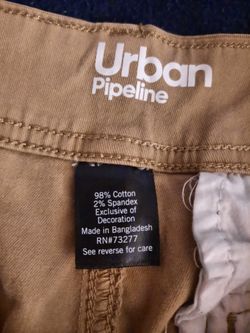 Urban
Pipeline
98% Cotton
2% Spandex
Exclusive of
Decoration
Made in Bangladesh
RN#73277
See reverse for care